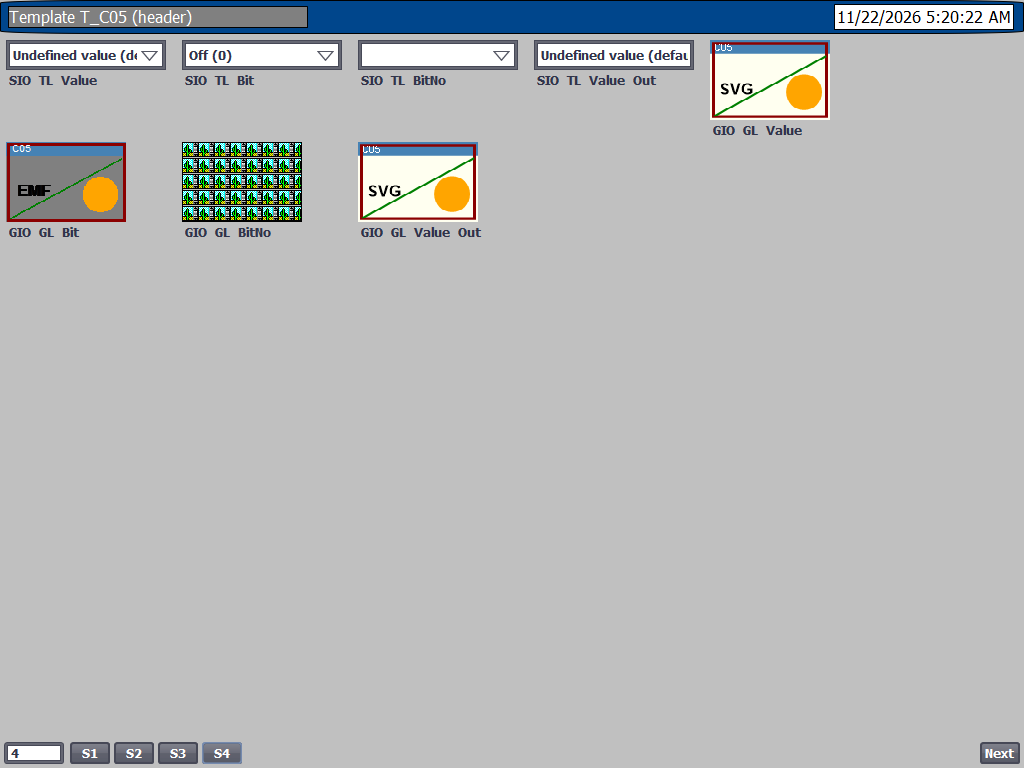 Template T_C05 (header)
11/22/2026 5:20:22 AM
Undefined value (de
Off (0)
Undefined value (defau
SIO TL Value
SIO TL Bit
SIO TL BitNo
SIO TL Value Out
C05
SVG
GIO GL Value
C05
EMF
GIO GL Bit
GIO GL BitNo
C05
SVG
GIO GL Value Out
4
S1
S2
S3
S4
Next